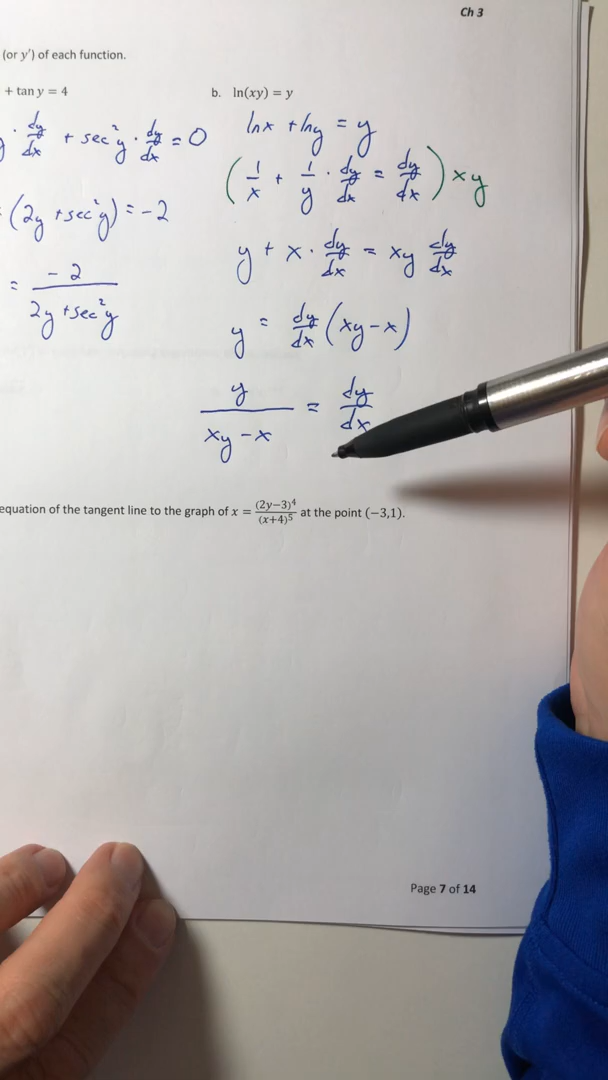 Ch 3
(or y') of each function.
+ tan y = 4
· dy/dx + sec²y · dy/dx = 0
(2y + sec²y) = -2
= -2/(2y + sec²y)
b. ln(xy) = y
lnx + lny = y
(1/x + 1/y · dy/dx = dy/dx) xy
y + x · dy/dx = xy dy/dx
y = dy/dx (xy - x)
y/(xy - x) = dy/dx
equation of the tangent line to the graph of x = (2y−3)⁴/(x+4)⁵ at the point (−3,1).
Page 7 of 14